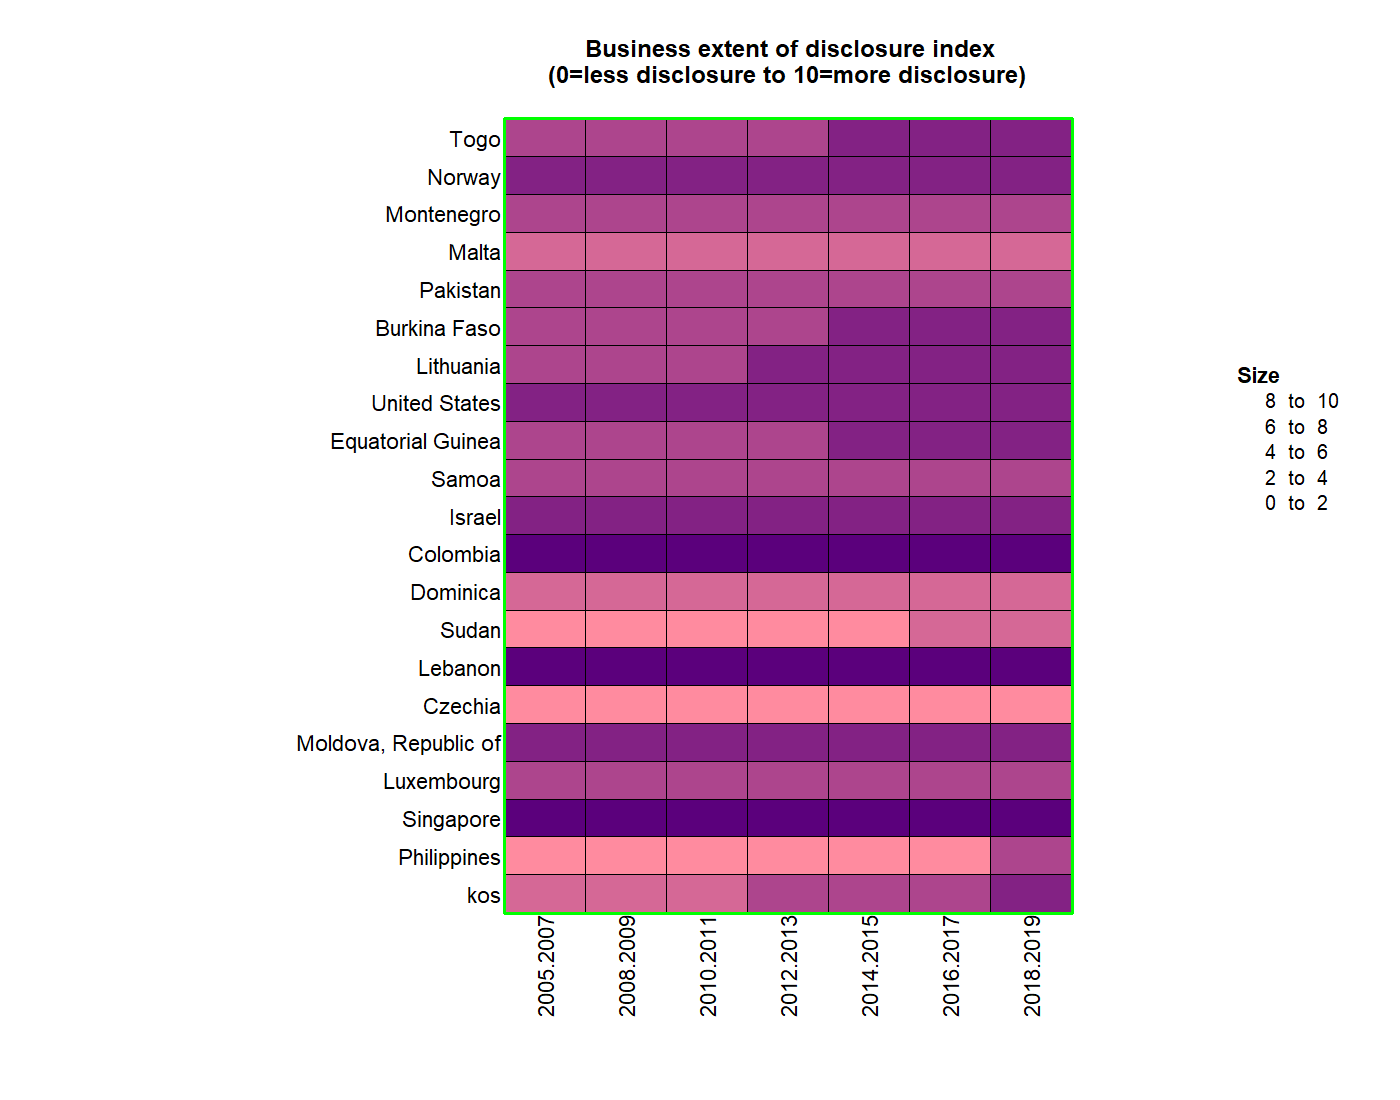 Business extent of disclosure index
(0=less disclosure to 10=more disclosure)
Togo
Norway
Montenegro
Malta
Pakistan
Burkina Faso
Lithuania
United States
Equatorial Guinea
Samoa
Israel
Colombia
Dominica
Sudan
Lebanon
Czechia
Moldova, Republic of
Luxembourg
Singapore
Philippines
kos
2005.2007
2008.2009
2010.2011
2012.2013
2014.2015
2016.2017
2018.2019
Size
8 to 10
6 to 8
4 to 6
2 to 4
0 to 2